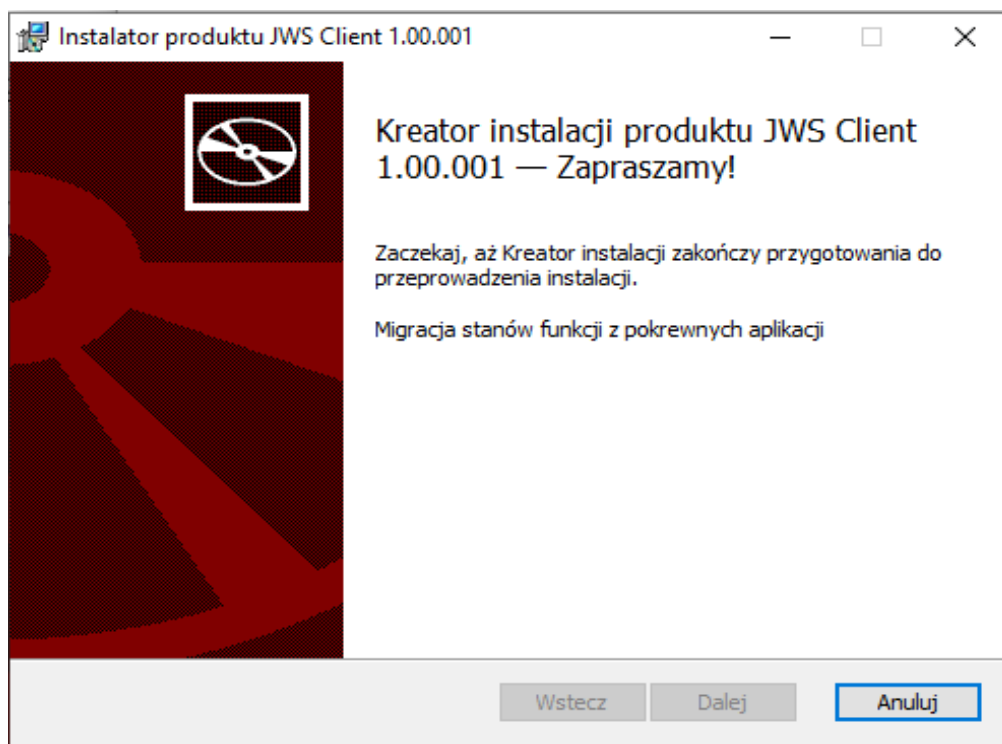 Instalator produktu JWS Client 1.00.001
Kreator instalacji produktu JWS Client
1.00.001 — Zapraszamy!
Zaczekaj, aż Kreator instalacji zakończy przygotowania do
przeprowadzenia instalacji.
Migracja stanów funkcji z pokrewnych aplikacji
Wstecz
Dalej
Anuluj